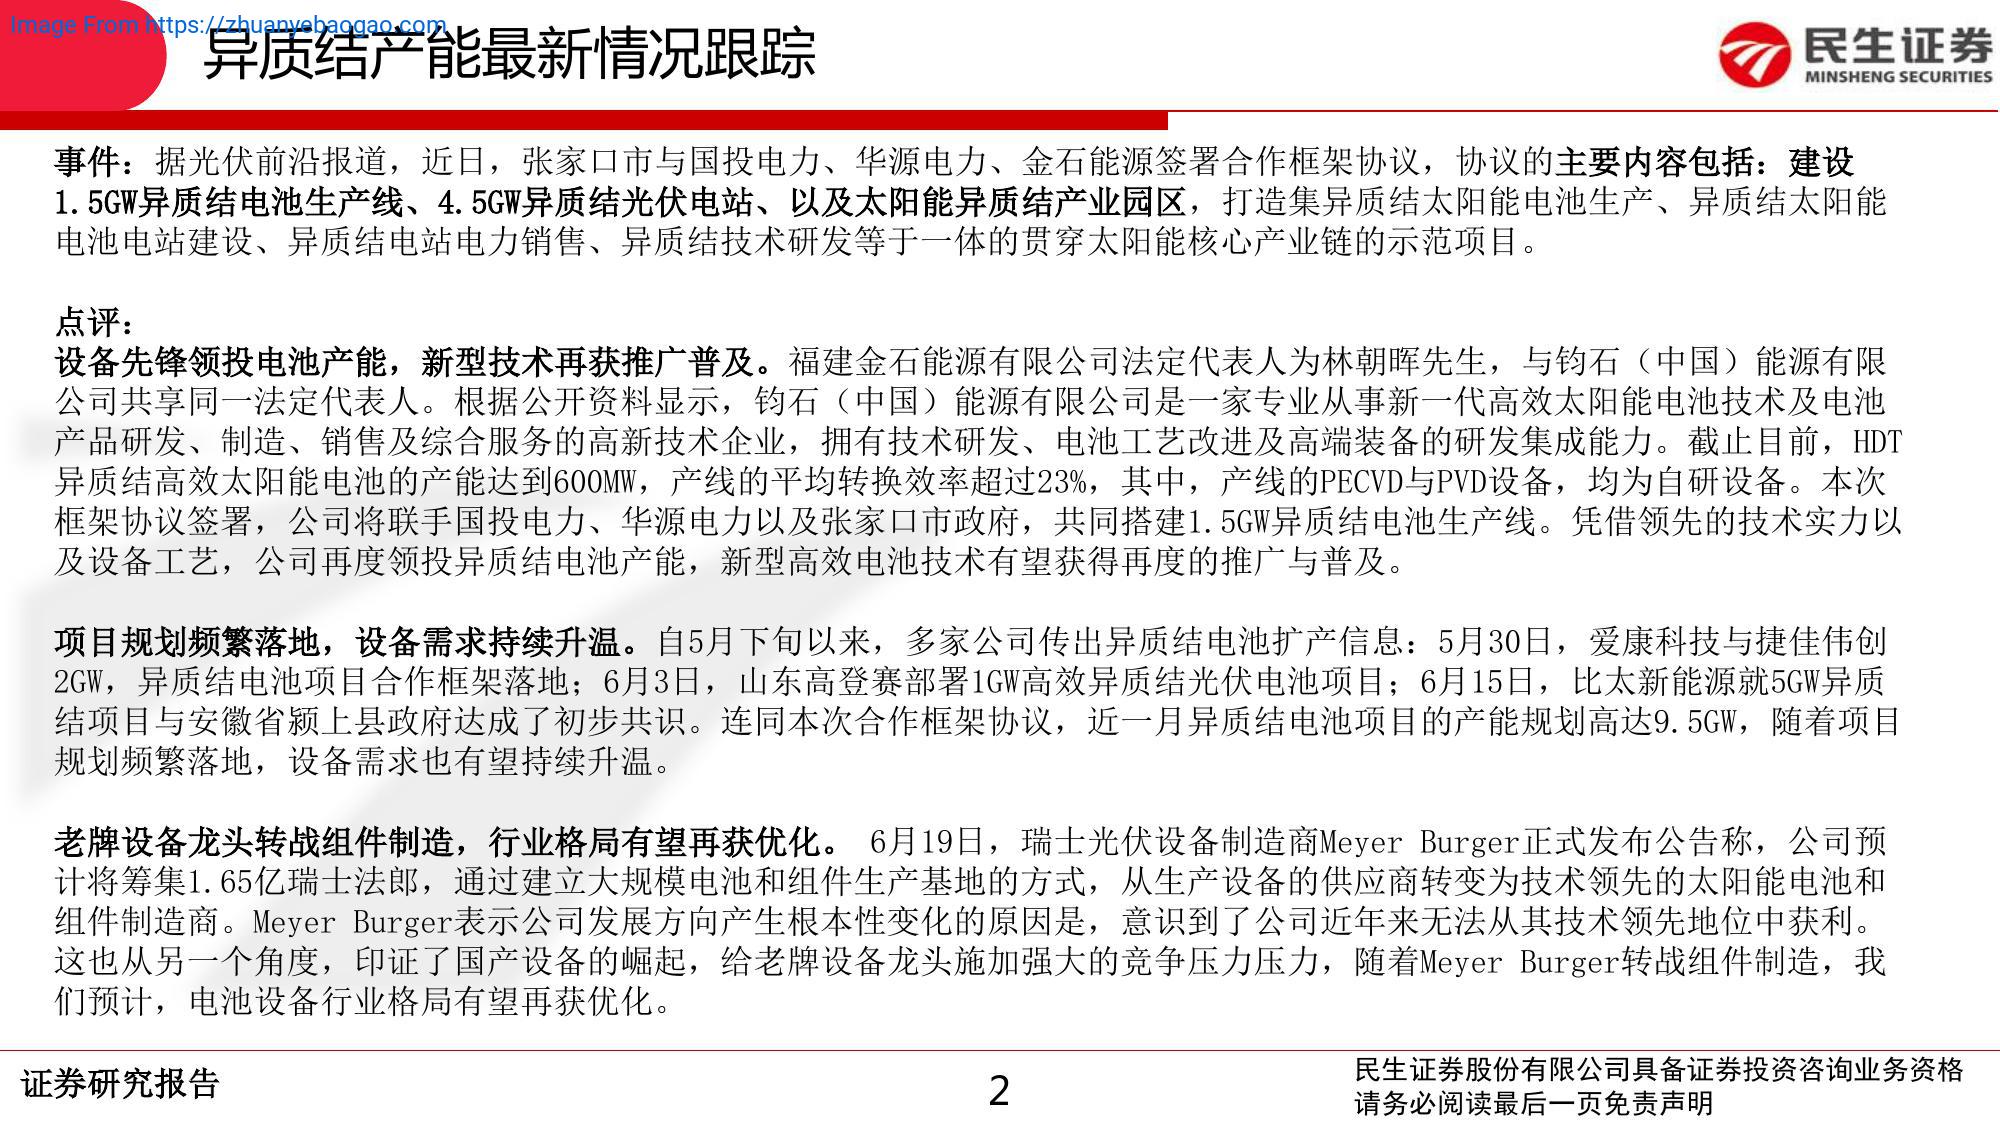 Image From https://zhuanyebaogao.com
异质结产能最新情况跟踪
民生证券
MINSHENG SECURITIES
事件：据光伏前沿报道，近日，张家口市与国投电力、华源电力、金石能源签署合作框架协议，协议的主要内容包括：建设
1.5GW异质结电池生产线、4.5GW异质结光伏电站、以及太阳能异质结产业园区，打造集异质结太阳能电池生产、异质结太阳能
电池电站建设、异质结电站电力销售、异质结技术研发等于一体的贯穿太阳能核心产业链的示范项目。
点评：
设备先锋领投电池产能，新型技术再获推广普及。福建金石能源有限公司法定代表人为林朝晖先生，与钧石（中国）能源有限
公司共享同一法定代表人。根据公开资料显示，钧石（中国）能源有限公司是一家专业从事新一代高效太阳能电池技术及电池
产品研发、制造、销售及综合服务的高新技术企业，拥有技术研发、电池工艺改进及高端装备的研发集成能力。截止目前，HDT
异质结高效太阳能电池的产能达到600MW，产线的平均转换效率超过23%，其中，产线的PECVD与PVD设备，均为自研设备。本次
框架协议签署，公司将联手国投电力、华源电力以及张家口市政府，共同搭建1.5GW异质结电池生产线。凭借领先的技术实力以
及设备工艺，公司再度领投异质结电池产能，新型高效电池技术有望获得再度的推广与普及。
项目规划频繁落地，设备需求持续升温。自5月下旬以来，多家公司传出异质结电池扩产信息：5月30日，爱康科技与捷佳伟创
2GW，异质结电池项目合作框架落地；6月3日，山东高登赛部署1GW高效异质结光伏电池项目；6月15日，比太新能源就5GW异质
结项目与安徽省颍上县政府达成了初步共识。连同本次合作框架协议，近一月异质结电池项目的产能规划高达9.5GW，随着项目
规划频繁落地，设备需求也有望持续升温。
老牌设备龙头转战组件制造，行业格局有望再获优化。 6月19日，瑞士光伏设备制造商Meyer Burger正式发布公告称，公司预
计将筹集1.65亿瑞士法郎，通过建立大规模电池和组件生产基地的方式，从生产设备的供应商转变为技术领先的太阳能电池和
组件制造商。Meyer Burger表示公司发展方向产生根本性变化的原因是，意识到了公司近年来无法从其技术领先地位中获利。
这也从另一个角度，印证了国产设备的崛起，给老牌设备龙头施加强大的竞争压力压力，随着Meyer Burger转战组件制造，我
们预计，电池设备行业格局有望再获优化。
证券研究报告
2
民生证券股份有限公司具备证券投资咨询业务资格
请务必阅读最后一页免责声明